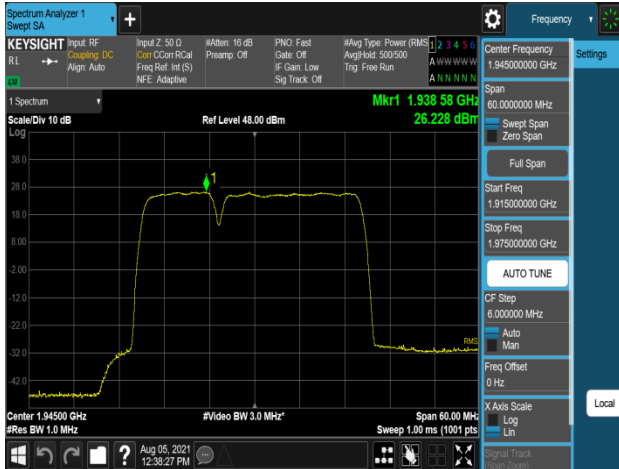 Spectrum Analyzer 1
Swept SA
+
Frequency
KEYSIGHT
RL
LXI
Input: RF
Coupling: DC
Align: Auto
Input Z: 50 Ω
Corr CCorr RCal
Freq Ref: Int (S)
NFE: Adaptive
#Atten: 16 dB
Preamp: Off
PNO: Fast
Gate: Off
IF Gain: Low
Sig Track: Off
#Avg Type: Power (RMS
Avg|Hold: 500/500
Trig: Free Run
1 2 3 4 5 6
A W W W W W
A N N N N N
1 Spectrum
Scale/Div 10 dB
Ref Level 48.00 dBm
Mkr1 1.938 58 GHz
26.228 dBm
Log
38.0
28.0
18.0
8.00
-2.00
-12.0
-22.0
-32.0
-42.0
1
RMS
Center 1.94500 GHz
#Res BW 1.0 MHz
#Video BW 3.0 MHz*
Span 60.00 MHz
Sweep 1.00 ms (1001 pts
Aug 05, 2021
12:38:27 PM
?
Center Frequency
1.945000000 GHz
Span
60.0000000 MHz
Swept Span
Zero Span
Full Span
Start Freq
1.915000000 GHz
Stop Freq
1.975000000 GHz
AUTO TUNE
CF Step
6.000000 MHz
Auto
Man
Freq Offset
0 Hz
X Axis Scale
Log
Lin
Signal Track
(Span Zoom)
Settings
Local